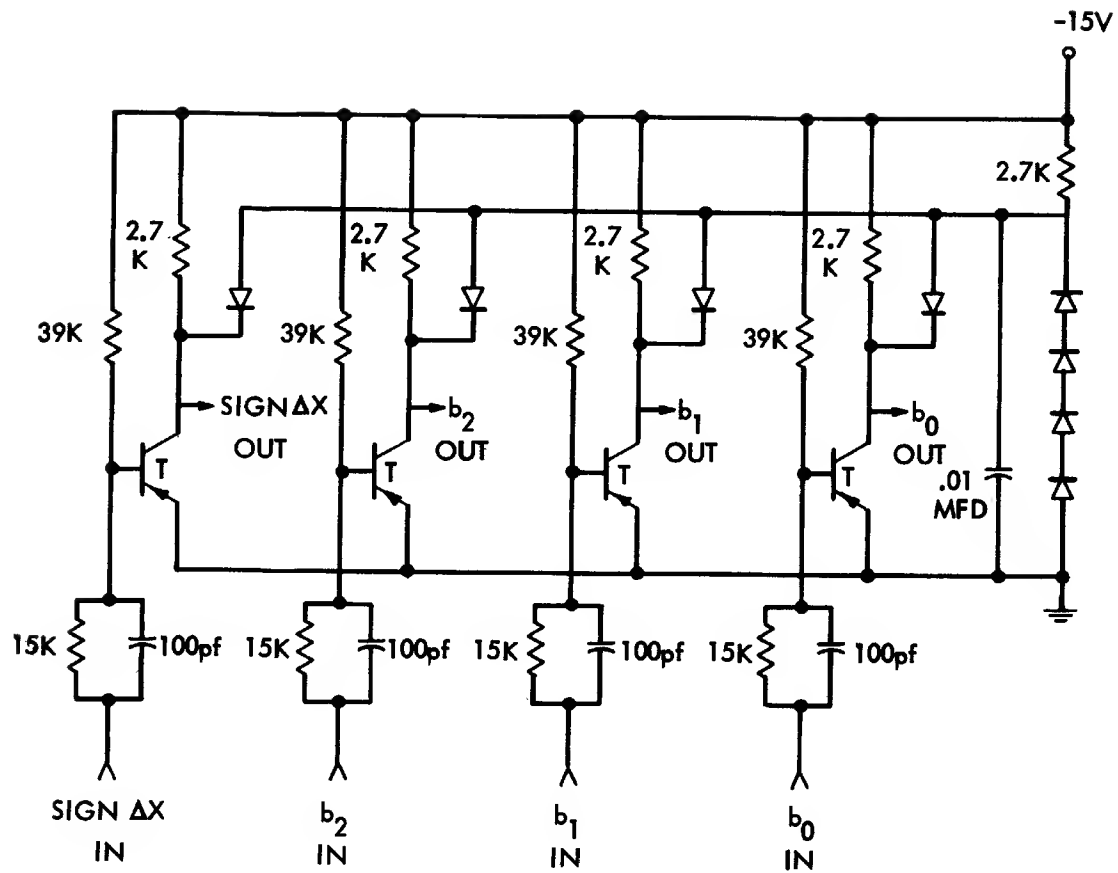 -15V
2.7K
2.7
K
2.7
K
2.7
K
2.7
K
39K
39K
39K
39K
SIGN ΔX
OUT
b₂
OUT
b₁
OUT
b₀
OUT
T
T
T
T
.01
MFD
15K
100pf
15K
100pf
15K
100pf
15K
100pf
SIGN ΔX
IN
b₂
IN
b₁
IN
b₀
IN